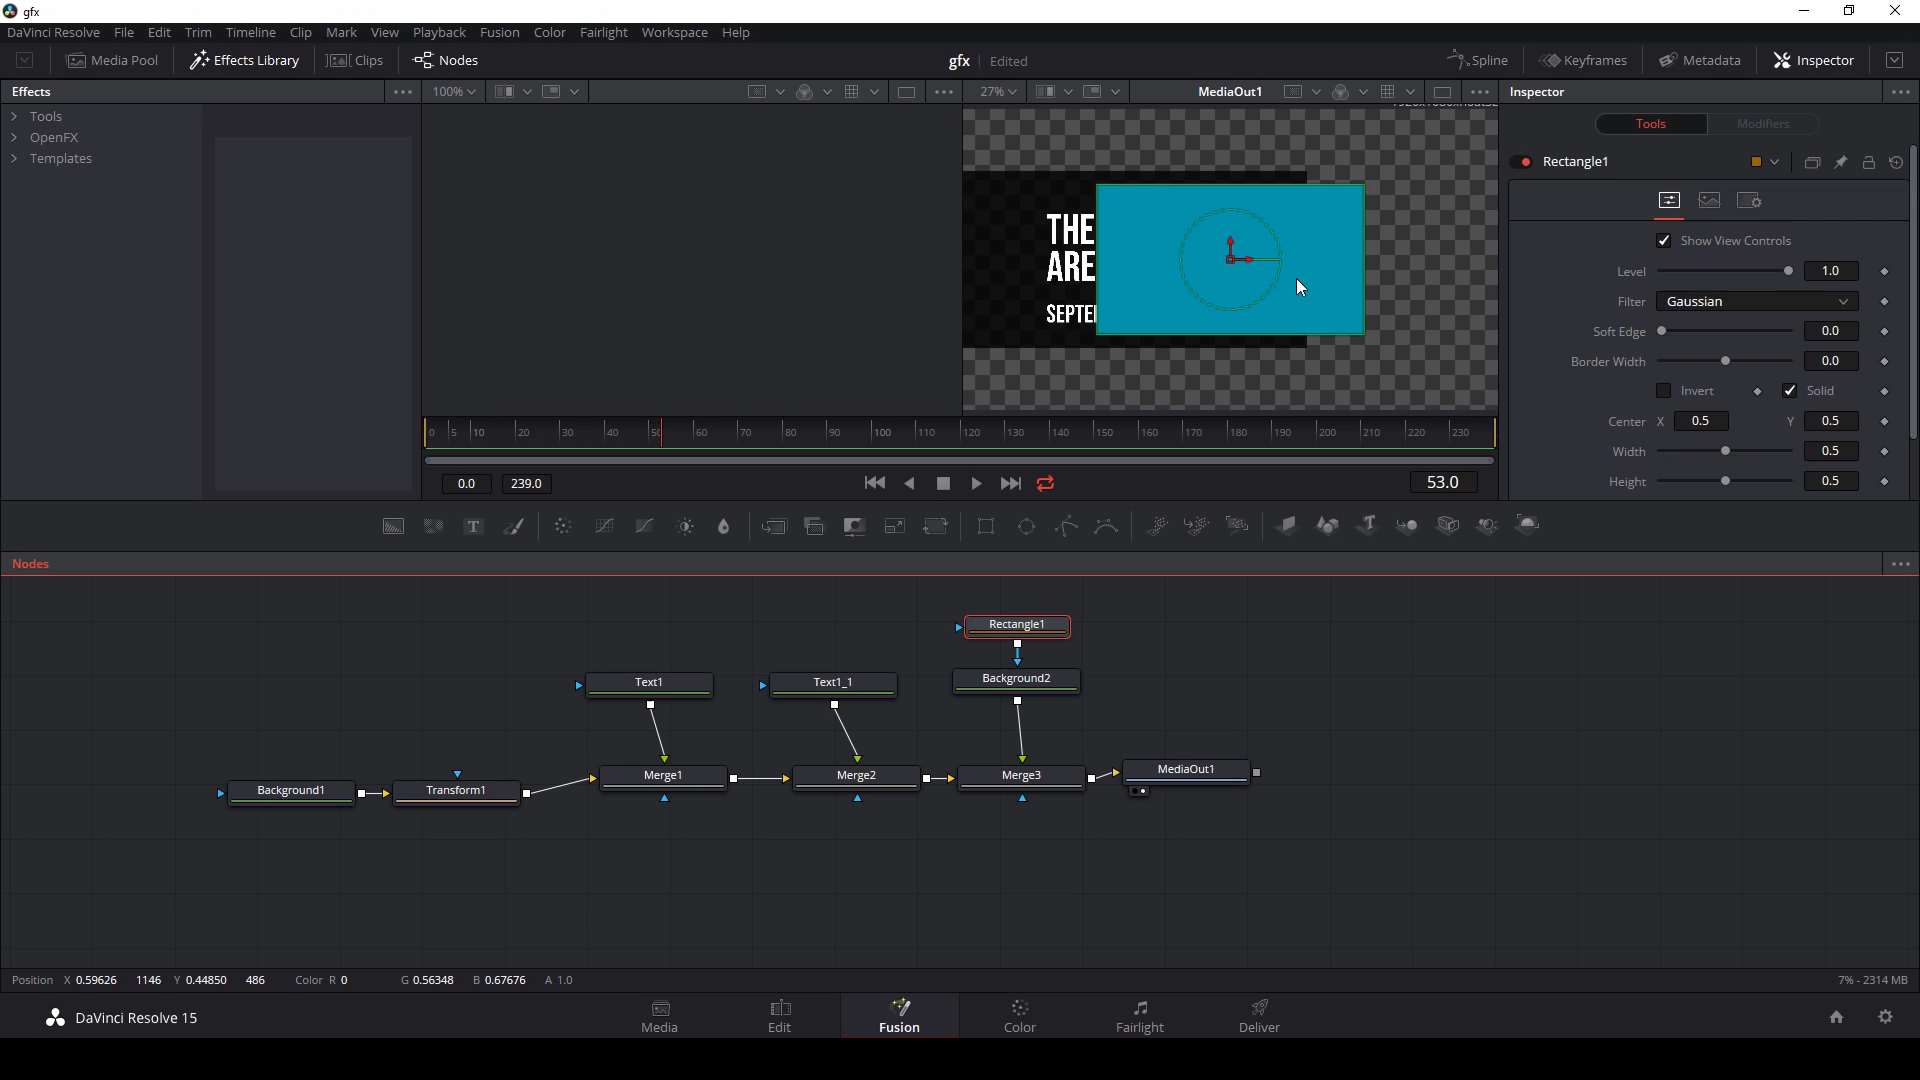 gfx
DaVinci Resolve File Edit Trim Timeline Clip Mark View Playback Fusion Color Fairlight Workspace Help
Media Pool Effects Library Clips Nodes gfx Edited Spline Keyframes Metadata Inspector
Effects 100% 27% MediaOut1 Inspector
Tools
OpenFX
Templates
THE
ARE
Tools Modifiers
Rectangle1
Show View Controls
Level 1.0
Filter Gaussian
Soft Edge 0.0
Border Width 0.0
Invert Solid
Center X 0.5 Y 0.5
Width 0.5
Height 0.5
0 5 10 20 30 40 60 70 80 90 100 110 120 130 140 150 160 170 180 190 200 210 220 230
0.0 239.0 53.0
Nodes
Rectangle1
Text1 Text1_1 Background2
Background1 Transform1 Merge1 Merge2 Merge3 MediaOut1
Position X 0.59626 1146 Y 0.44850 486 Color R 0 G 0.56348 B 0.67676 A 1.0 7% - 2314 MB
DaVinci Resolve 15 Media Edit Fusion Color Fairlight Deliver